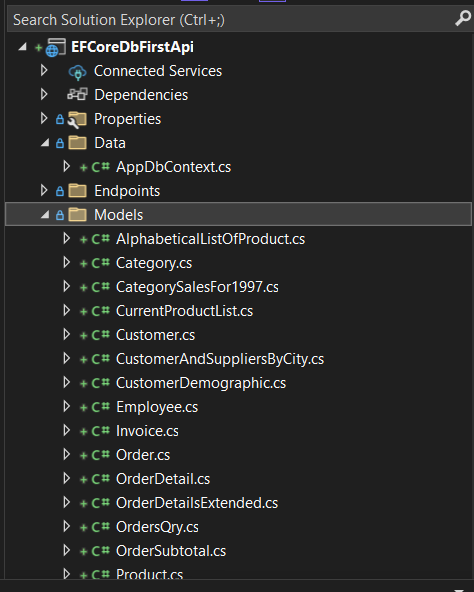 Search Solution Explorer (Ctrl+;)
EFCoreDbFirstApi
Connected Services
Dependencies
Properties
Data
C# AppDbContext.cs
Endpoints
Models
C# AlphabeticalListOfProduct.cs
C# Category.cs
C# CategorySalesFor1997.cs
C# CurrentProductList.cs
C# Customer.cs
C# CustomerAndSuppliersByCity.cs
C# CustomerDemographic.cs
C# Employee.cs
C# Invoice.cs
C# Order.cs
C# OrderDetail.cs
C# OrderDetailsExtended.cs
C# OrdersQry.cs
C# OrderSubtotal.cs
C# Product.cs